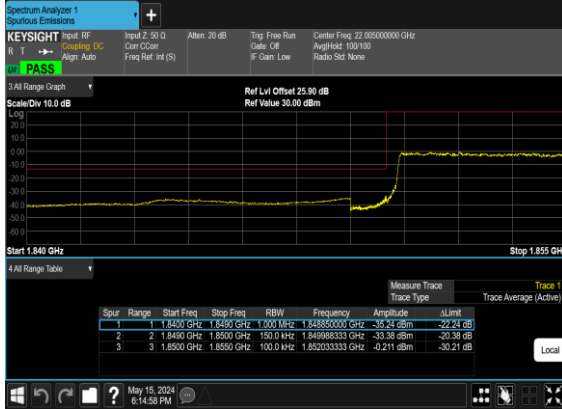 Spectrum Analyzer 1
Spurious Emissions
+
KEYSIGHT Input: RF Input Z: 50 Ω Atten: 20 dB Trig: Free Run Center Freq: 22.005000000 GHz
R T Coupling: DC Corr CCorr Gate: Off Avg|Hold: 100/100
Align: Auto Freq Ref: Int (S) IF Gain: Low Radio Std: None
LW PASS
3 All Range Graph
Ref Lvl Offset 25.90 dB
Scale/Div 10.0 dB Ref Value 30.00 dBm
Log
20.0
10.0
0.00
-10.0
-20.0
-30.0
-40.0
-50.0
-60.0
Start 1.840 GHz Stop 1.855 GH
4 All Range Table
Measure Trace Trace 1
Trace Type Trace Average (Active)
Spur Range Start Freq Stop Freq RBW Frequency Amplitude ΔLimit
1 1 1.8400 GHz 1.8490 GHz 1.000 MHz 1.848850000 GHz -35.24 dBm -22.24 dB
2 2 1.8490 GHz 1.8500 GHz 150.0 kHz 1.849988333 GHz -33.38 dBm -20.38 dB
3 3 1.8500 GHz 1.8550 GHz 100.0 kHz 1.852033333 GHz -0.211 dBm -30.21 dB
Local
?
May 15, 2024
6:14:58 PM